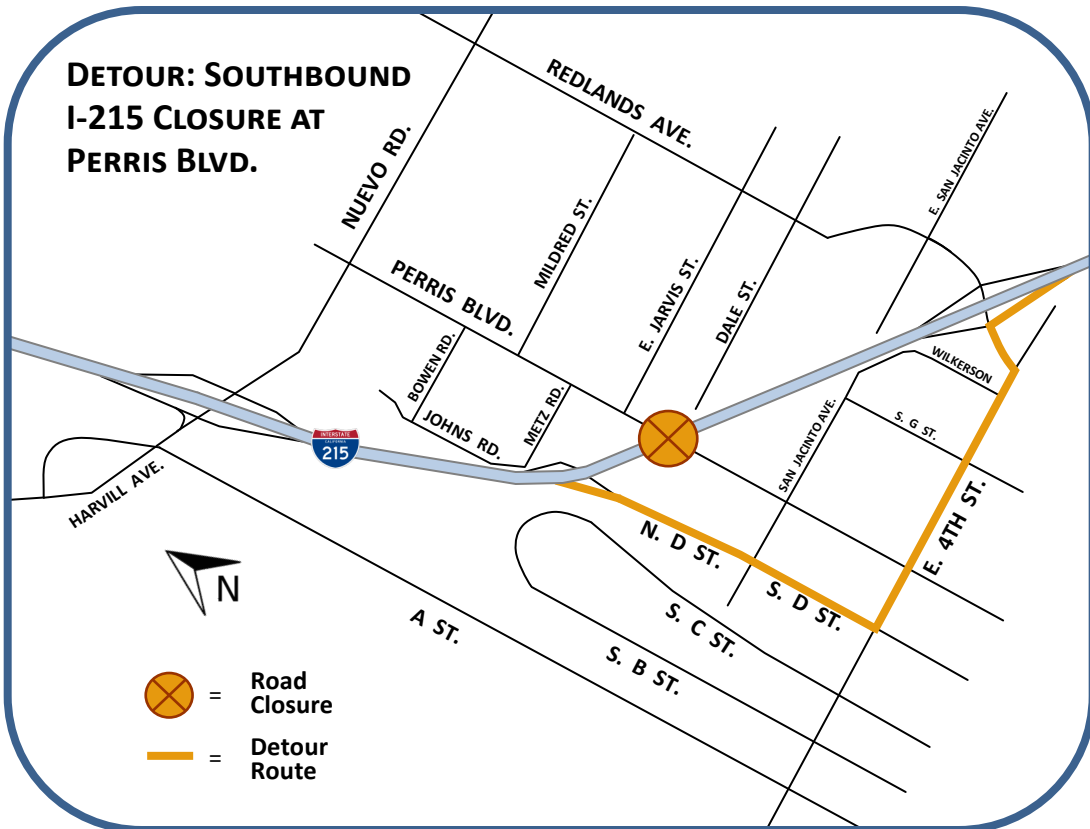 DETOUR: SOUTHBOUND
I-215 CLOSURE AT
PERRIS BLVD.
REDLANDS AVE.
NUEVO RD.
E. SAN JACINTO AVE.
MILDRED ST.
PERRIS BLVD.
E. JARVIS ST.
DALE ST.
BOWEN RD.
WILKERSON
JOHNS RD.
METZ RD.
SAN JACINTO AVE.
S. G ST.
INTERSTATE
CALIFORNIA
215
HARVILL AVE.
E. 4TH ST.
N. D ST.
S. D ST.
N
A ST.
S. C ST.
S. B ST.
= Road
Closure
= Detour
Route